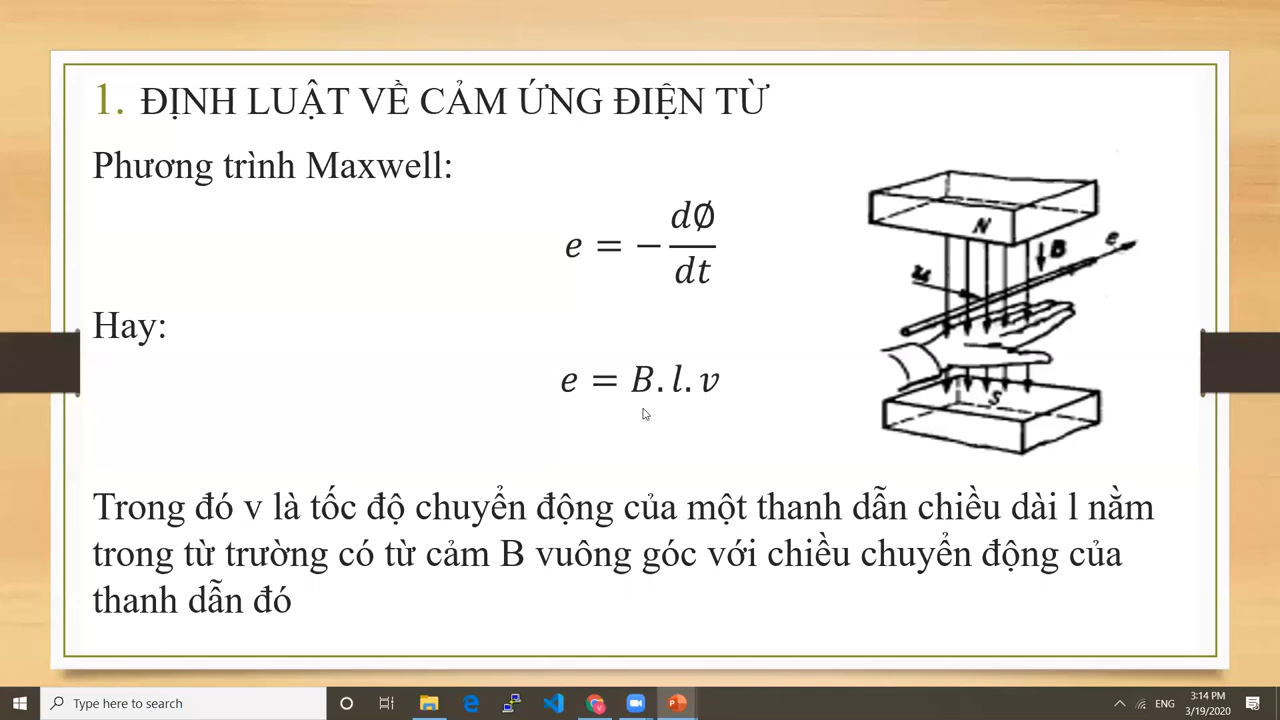 1. ĐỊNH LUẬT VỀ CẢM ỨNG ĐIỆN TỪ
Phương trình Maxwell:
e = − d∅/dt
Hay:
e = B. l. v
N
B
e
u
S
Trong đó v là tốc độ chuyển động của một thanh dẫn chiều dài l nằm
trong từ trường có từ cảm B vuông góc với chiều chuyển động của
thanh dẫn đó
Type here to search
ENG
3:14 PM
3/19/2020